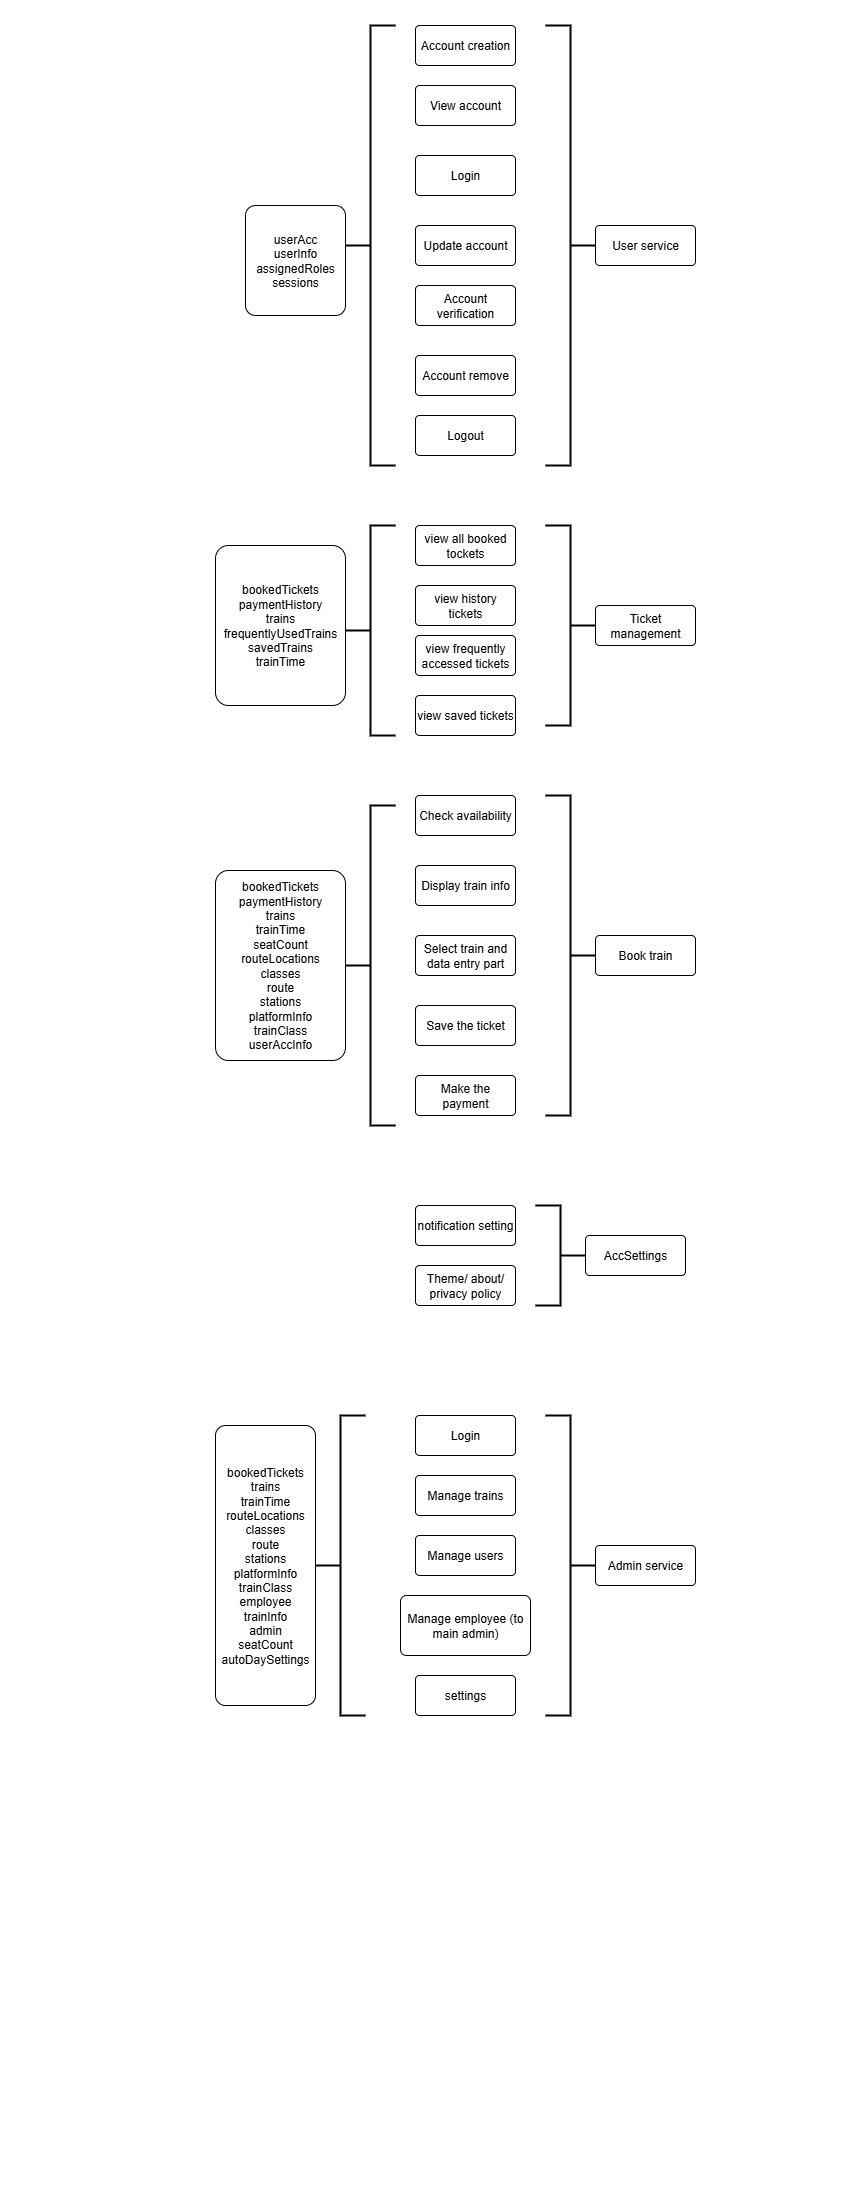 Account creation
View account
Login
userAcc
userInfo
assignedRoles
sessions
Update account
User service
Account
verification
Account remove
Logout
view all booked
tockets
bookedTickets
paymentHistory
trains
frequentlyUsedTrains
savedTrains
trainTime
view history
tickets
view frequently
accessed tickets
view saved tickets
Ticket
management
Check availability
Display train info
bookedTickets
paymentHistory
trains
trainTime
seatCount
routeLocations
classes
route
stations
platformInfo
trainClass
userAccInfo
Select train and
data entry part
Book train
Save the ticket
Make the
payment
notification setting
Theme/ about/
privacy policy
AccSettings
Login
bookedTickets
trains
trainTime
routeLocations
classes
route
stations
platformInfo
trainClass
employee
trainInfo
admin
seatCount
autoDaySettings
Manage trains
Manage users
Admin service
Manage employee (to
main admin)
settings